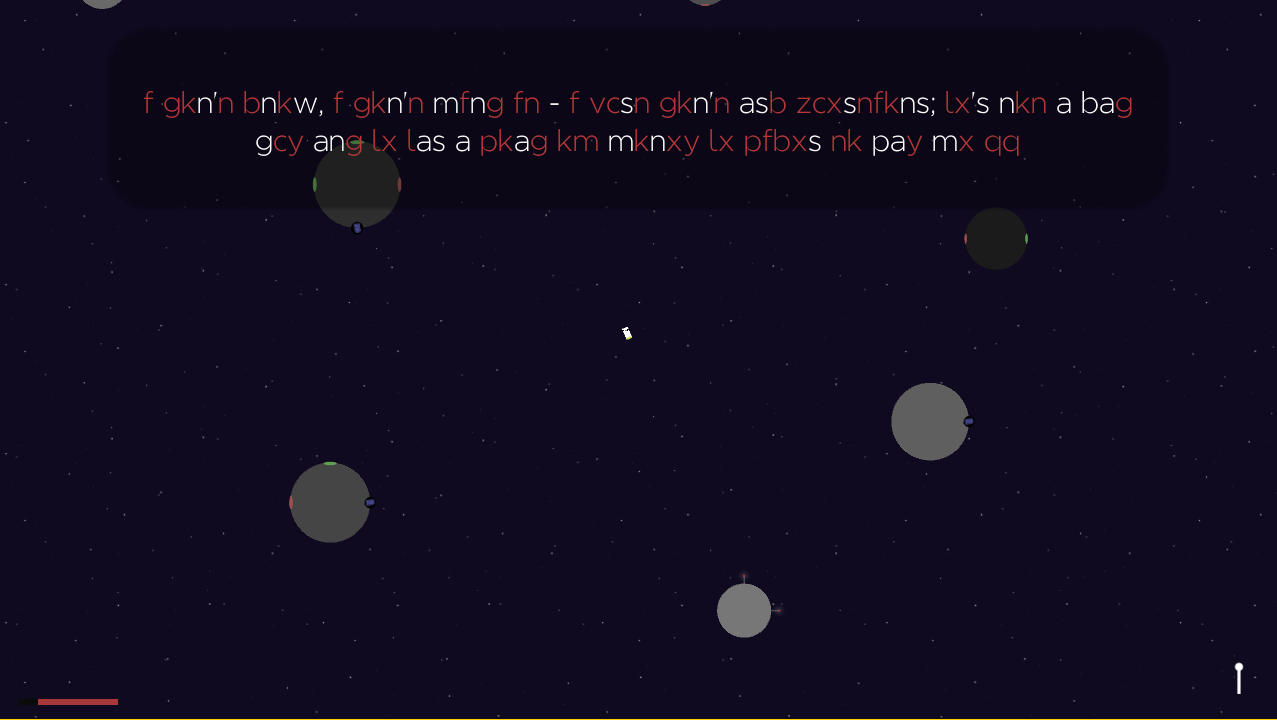 f gkn'n bnkw, f gkn'n mfng fn - f vcsn gkn'n asb zcxsnfkns; lx's nkn a bag
gcy ang lx las a pkag km mknxy lx pfbxs nk pay mx qq